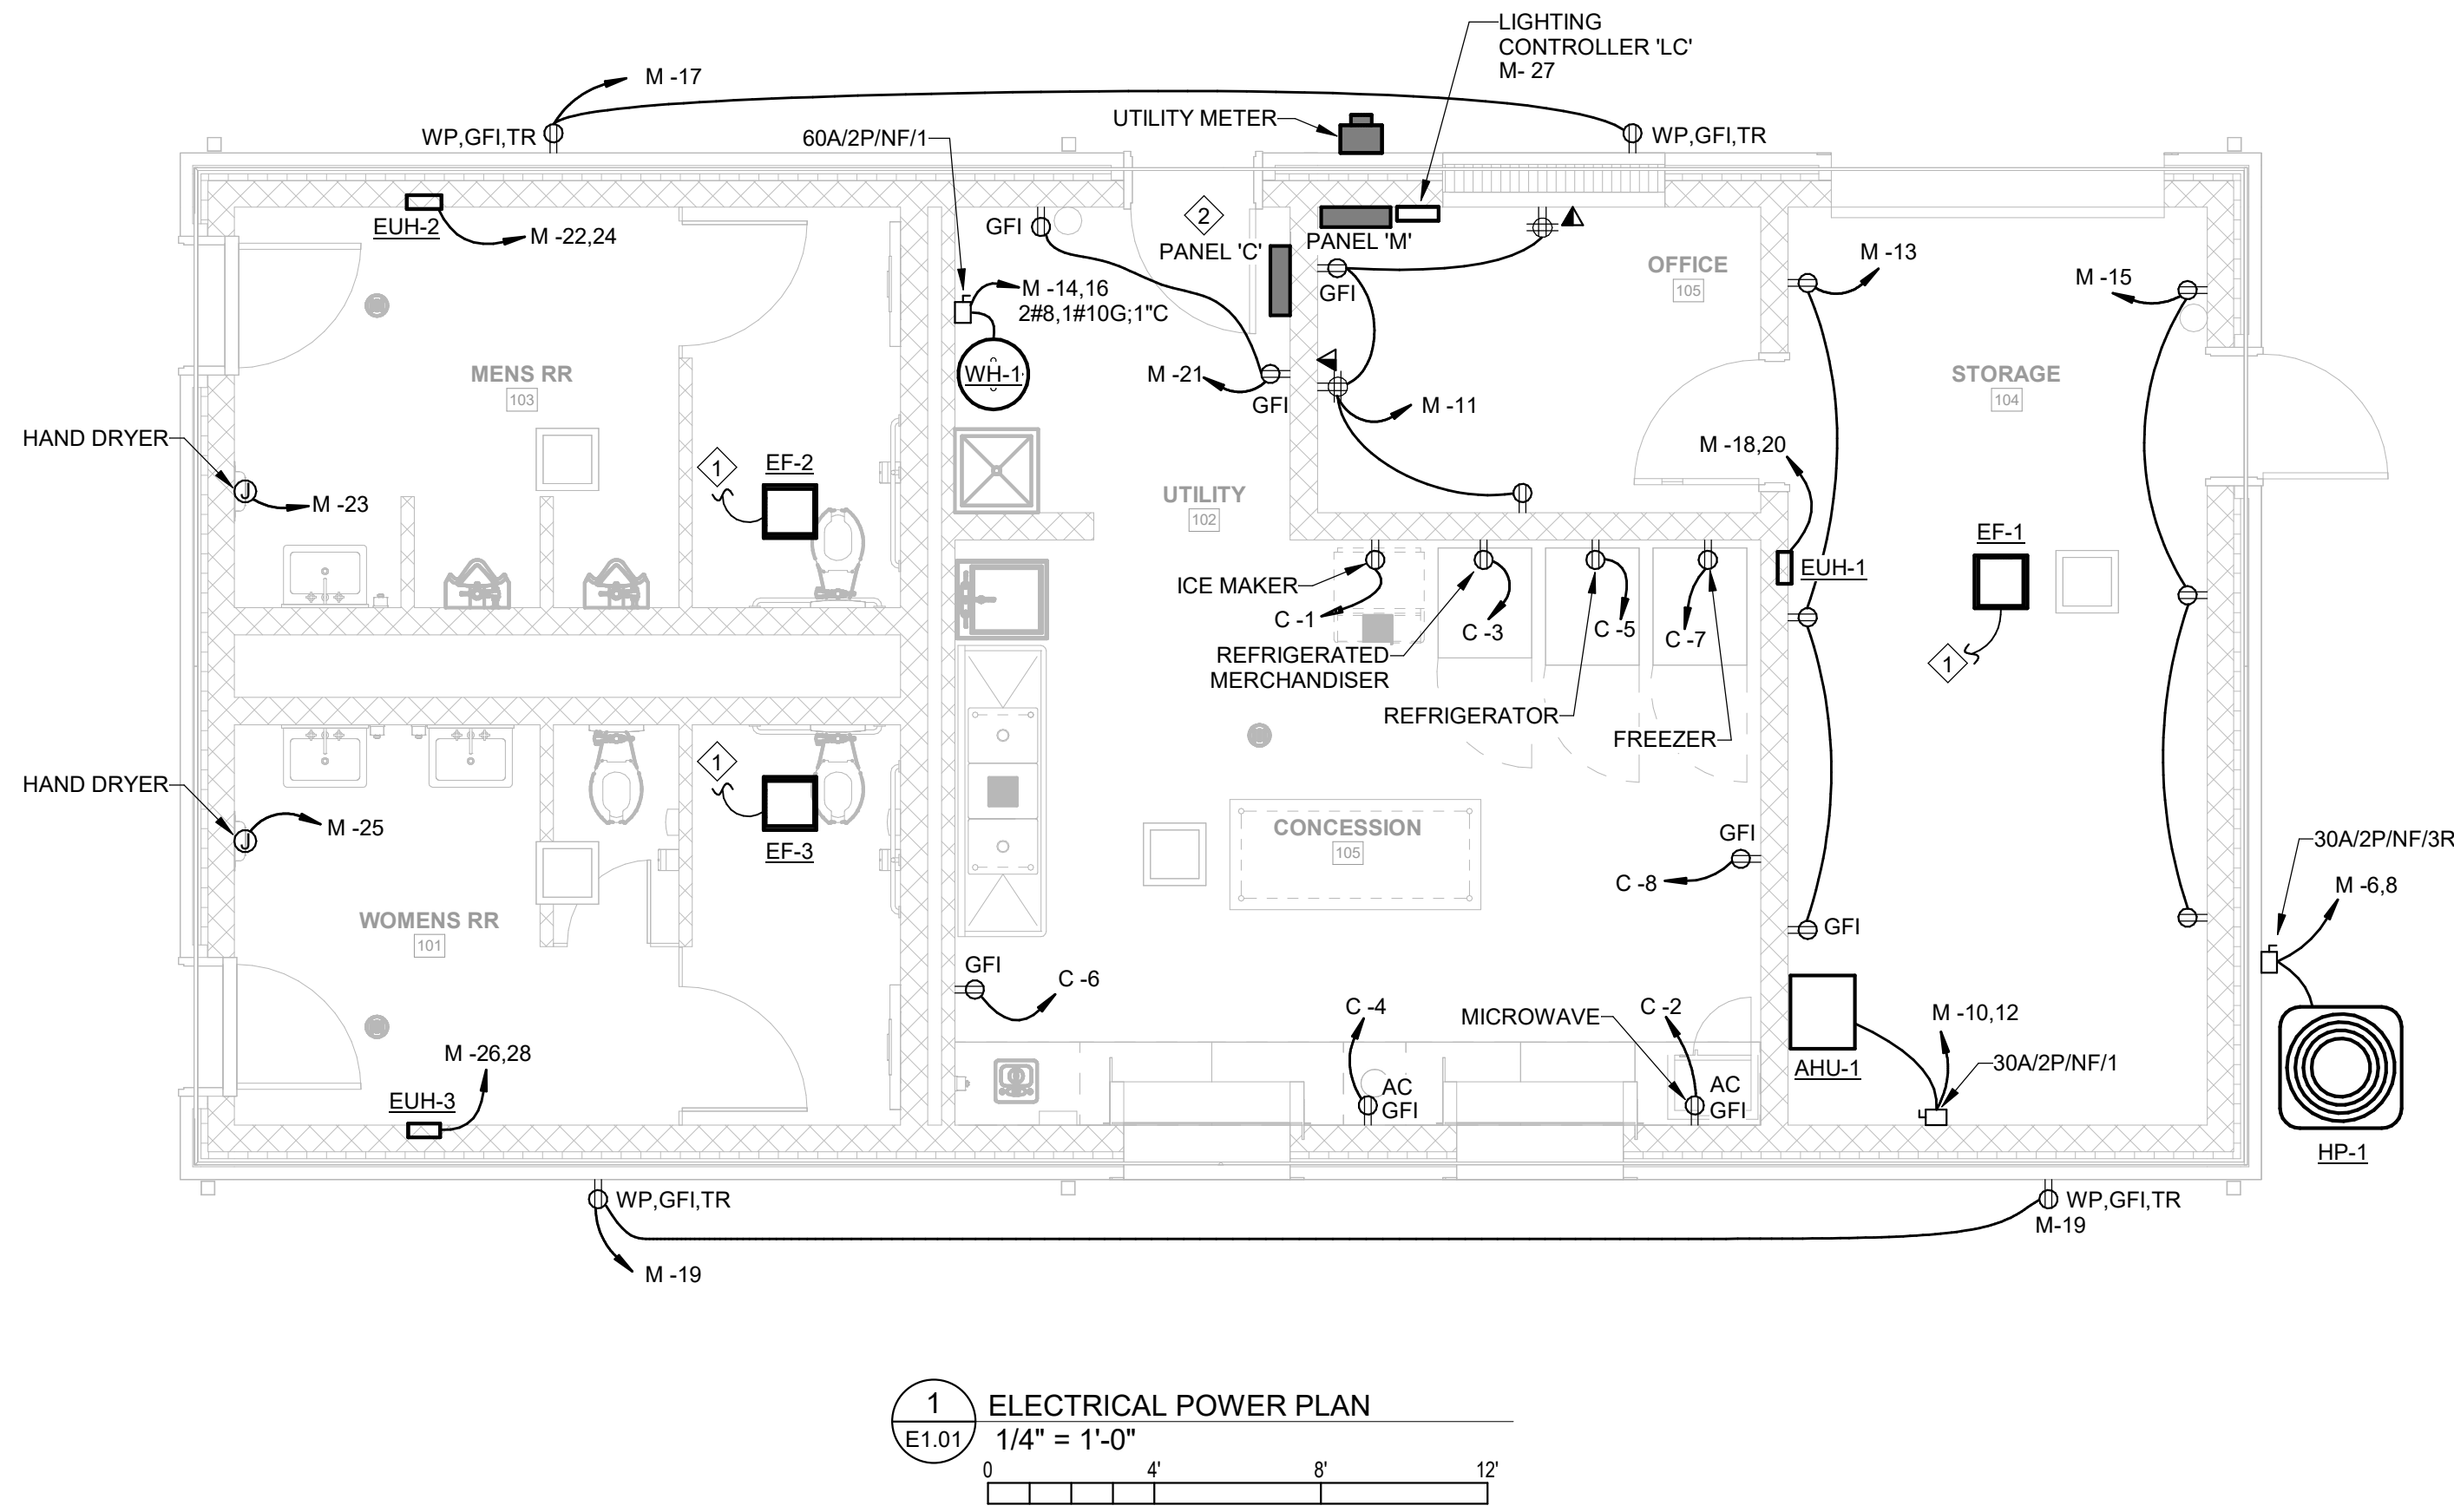 LIGHTING
CONTROLLER 'LC'
M- 27
M -17
UTILITY METER
WP,GFI,TR
60A/2P/NF/1
WP,GFI,TR
EUH-2
M -22,24
GFI
2
PANEL 'C'
PANEL 'M'
GFI
OFFICE
105
M -13
M -15
M -14,16
2#8,1#10G;1"C
WH-1
MENS RR
103
M -21
GFI
M -11
STORAGE
104
HAND DRYER
J
M -23
1
EF-2
UTILITY
102
M -18,20
EF-1
1
EUH-1
ICE MAKER
C -1
C -3
C -5
C -7
REFRIGERATED
MERCHANDISER
REFRIGERATOR
FREEZER
HAND DRYER
J
M -25
1
EF-3
CONCESSION
105
GFI
C -8
30A/2P/NF/3R
M -6,8
WOMENS RR
101
GFI
GFI
C -6
C -4
MICROWAVE
C -2
M -10,12
M -26,28
EUH-3
AC
GFI
AC
GFI
AHU-1
30A/2P/NF/1
HP-1
WP,GFI,TR
M -19
WP,GFI,TR
M-19
1
E1.01
ELECTRICAL POWER PLAN
1/4" = 1'-0"
0 4' 8' 12'